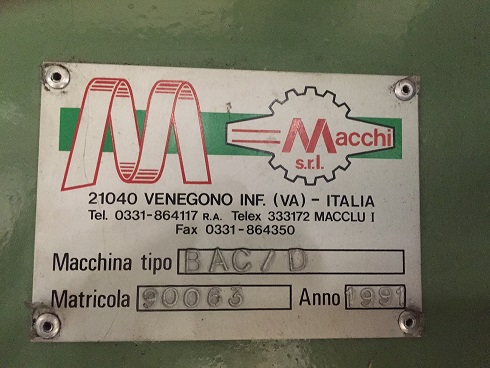 M Macchi
s.r.l.
21040 VENEGONO INF. (VA) - ITALIA
Tel. 0331-864117 R.A. Telex 333172 MACCLU I
Fax 0331-864350
Macchina tipo BAC/D
Matricola 90063 Anno 1991